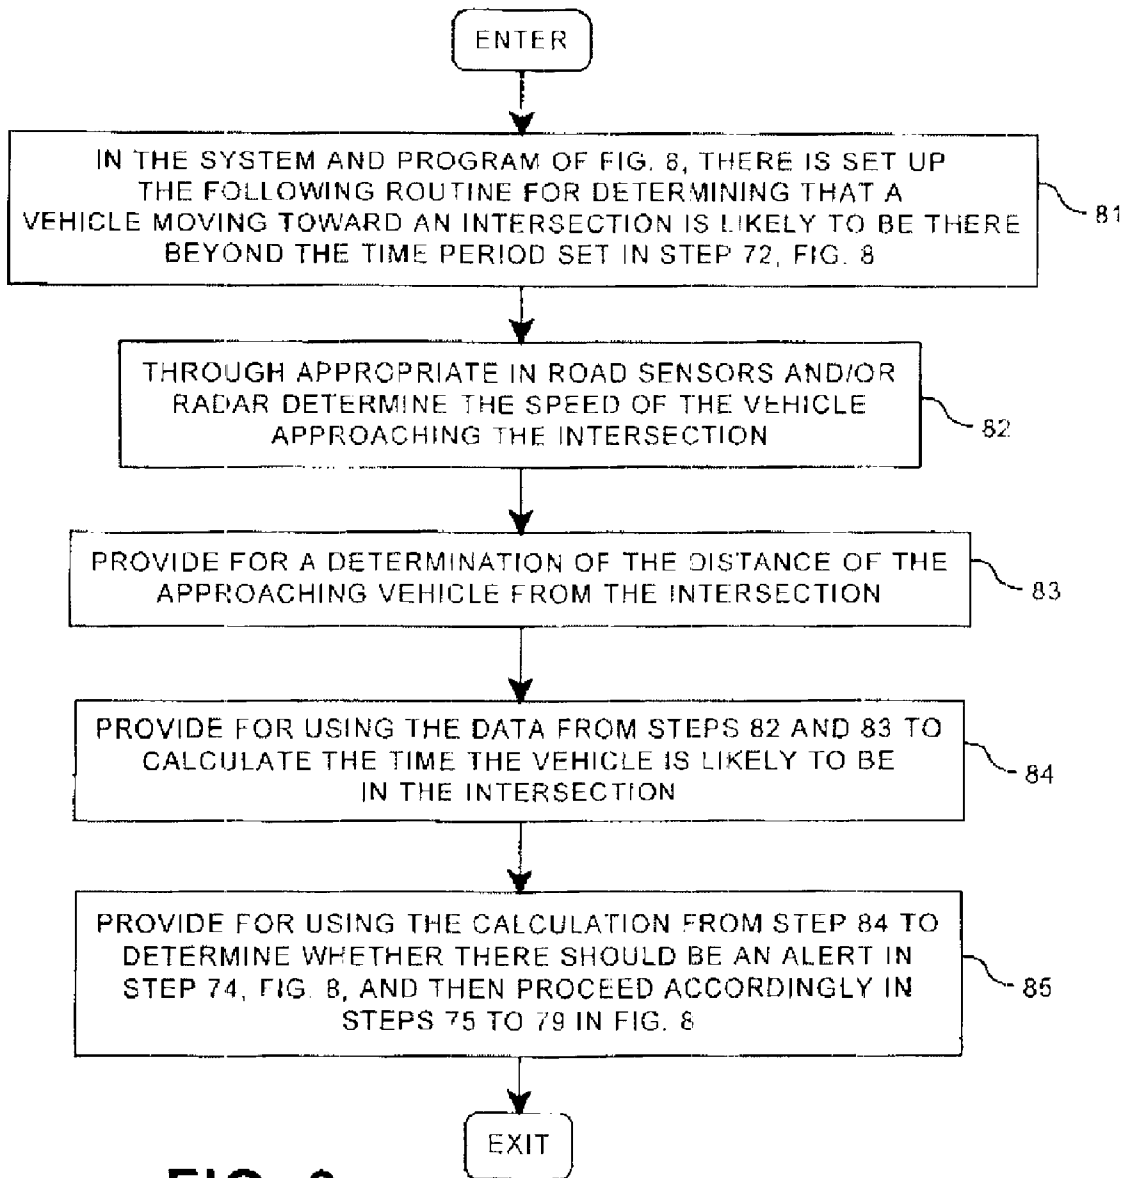 ENTER
IN THE SYSTEM AND PROGRAM OF FIG. 8, THERE IS SET UP
THE FOLLOWING ROUTINE FOR DETERMINING THAT A
VEHICLE MOVING TOWARD AN INTERSECTION IS LIKELY TO BE THERE
BEYOND THE TIME PERIOD SET IN STEP 72, FIG. 8
81
THROUGH APPROPRIATE IN ROAD SENSORS AND/OR
RADAR DETERMINE THE SPEED OF THE VEHICLE
APPROACHING THE INTERSECTION
82
PROVIDE FOR A DETERMINATION OF THE DISTANCE OF THE
APPROACHING VEHICLE FROM THE INTERSECTION
83
PROVIDE FOR USING THE DATA FROM STEPS 82 AND 83 TO
CALCULATE THE TIME THE VEHICLE IS LIKELY TO BE
IN THE INTERSECTION
84
PROVIDE FOR USING THE CALCULATION FROM STEP 84 TO
DETERMINE WHETHER THERE SHOULD BE AN ALERT IN
STEP 74, FIG. 8, AND THEN PROCEED ACCORDINGLY IN
STEPS 75 TO 79 IN FIG. 8
85
EXIT